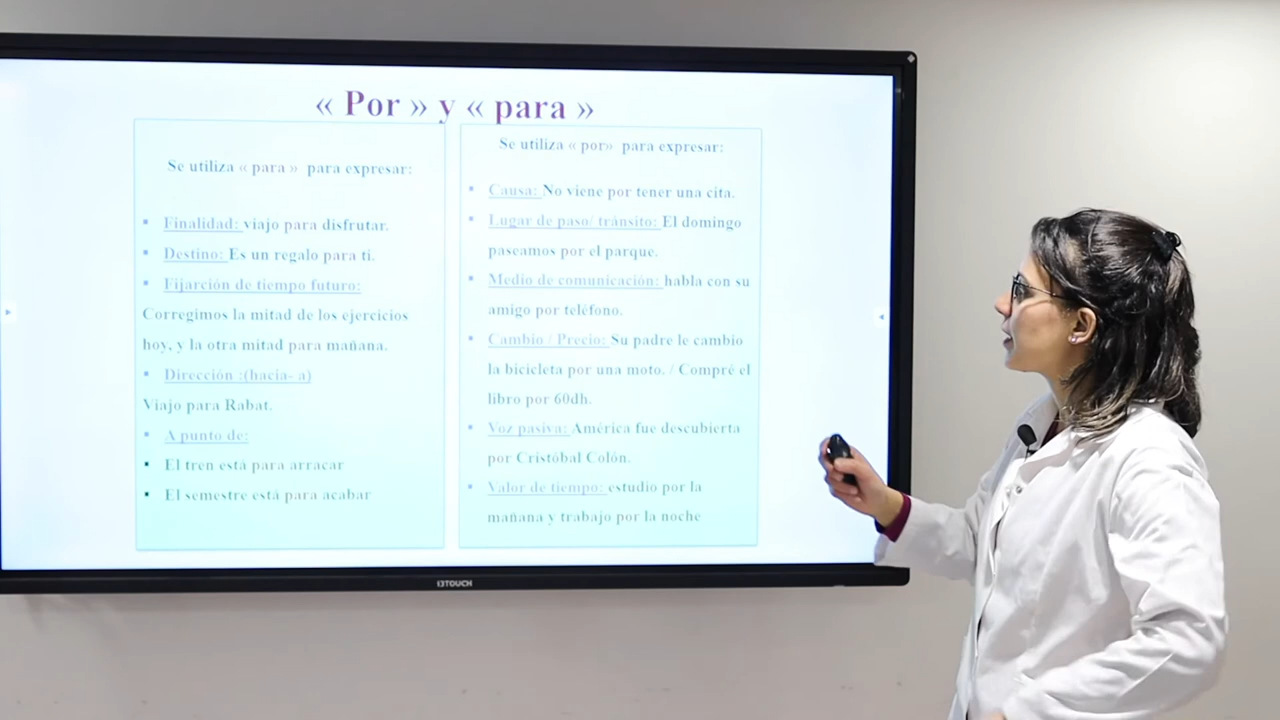 « Por » y « para »
Se utiliza « para »  para expresar:
Finalidad: viajo para disfrutar.
Destino: Es un regalo para ti.
Fijarción de tiempo futuro:
Corregimos la mitad de los ejercicios
hoy, y la otra mitad para mañana.
Dirección :(hacia- a)
Viajo para Rabat.
A punto de:
El tren está para arracar
El semestre está para acabar
Se utiliza « por»  para expresar:
Causa: No viene por tener una cita.
Lugar de paso/ tránsito: El domingo
paseamos por el parque.
Medio de comunicación: habla con su
amigo por teléfono.
Cambio / Precio: Su padre le cambio
la bicicleta por una moto. / Compré el
libro por 60dh.
Voz pasiva: América fue descubierta
por Cristóbal Colón.
Valor de tiempo: estudio por la
mañana y trabajo por la noche
i3TOUCH